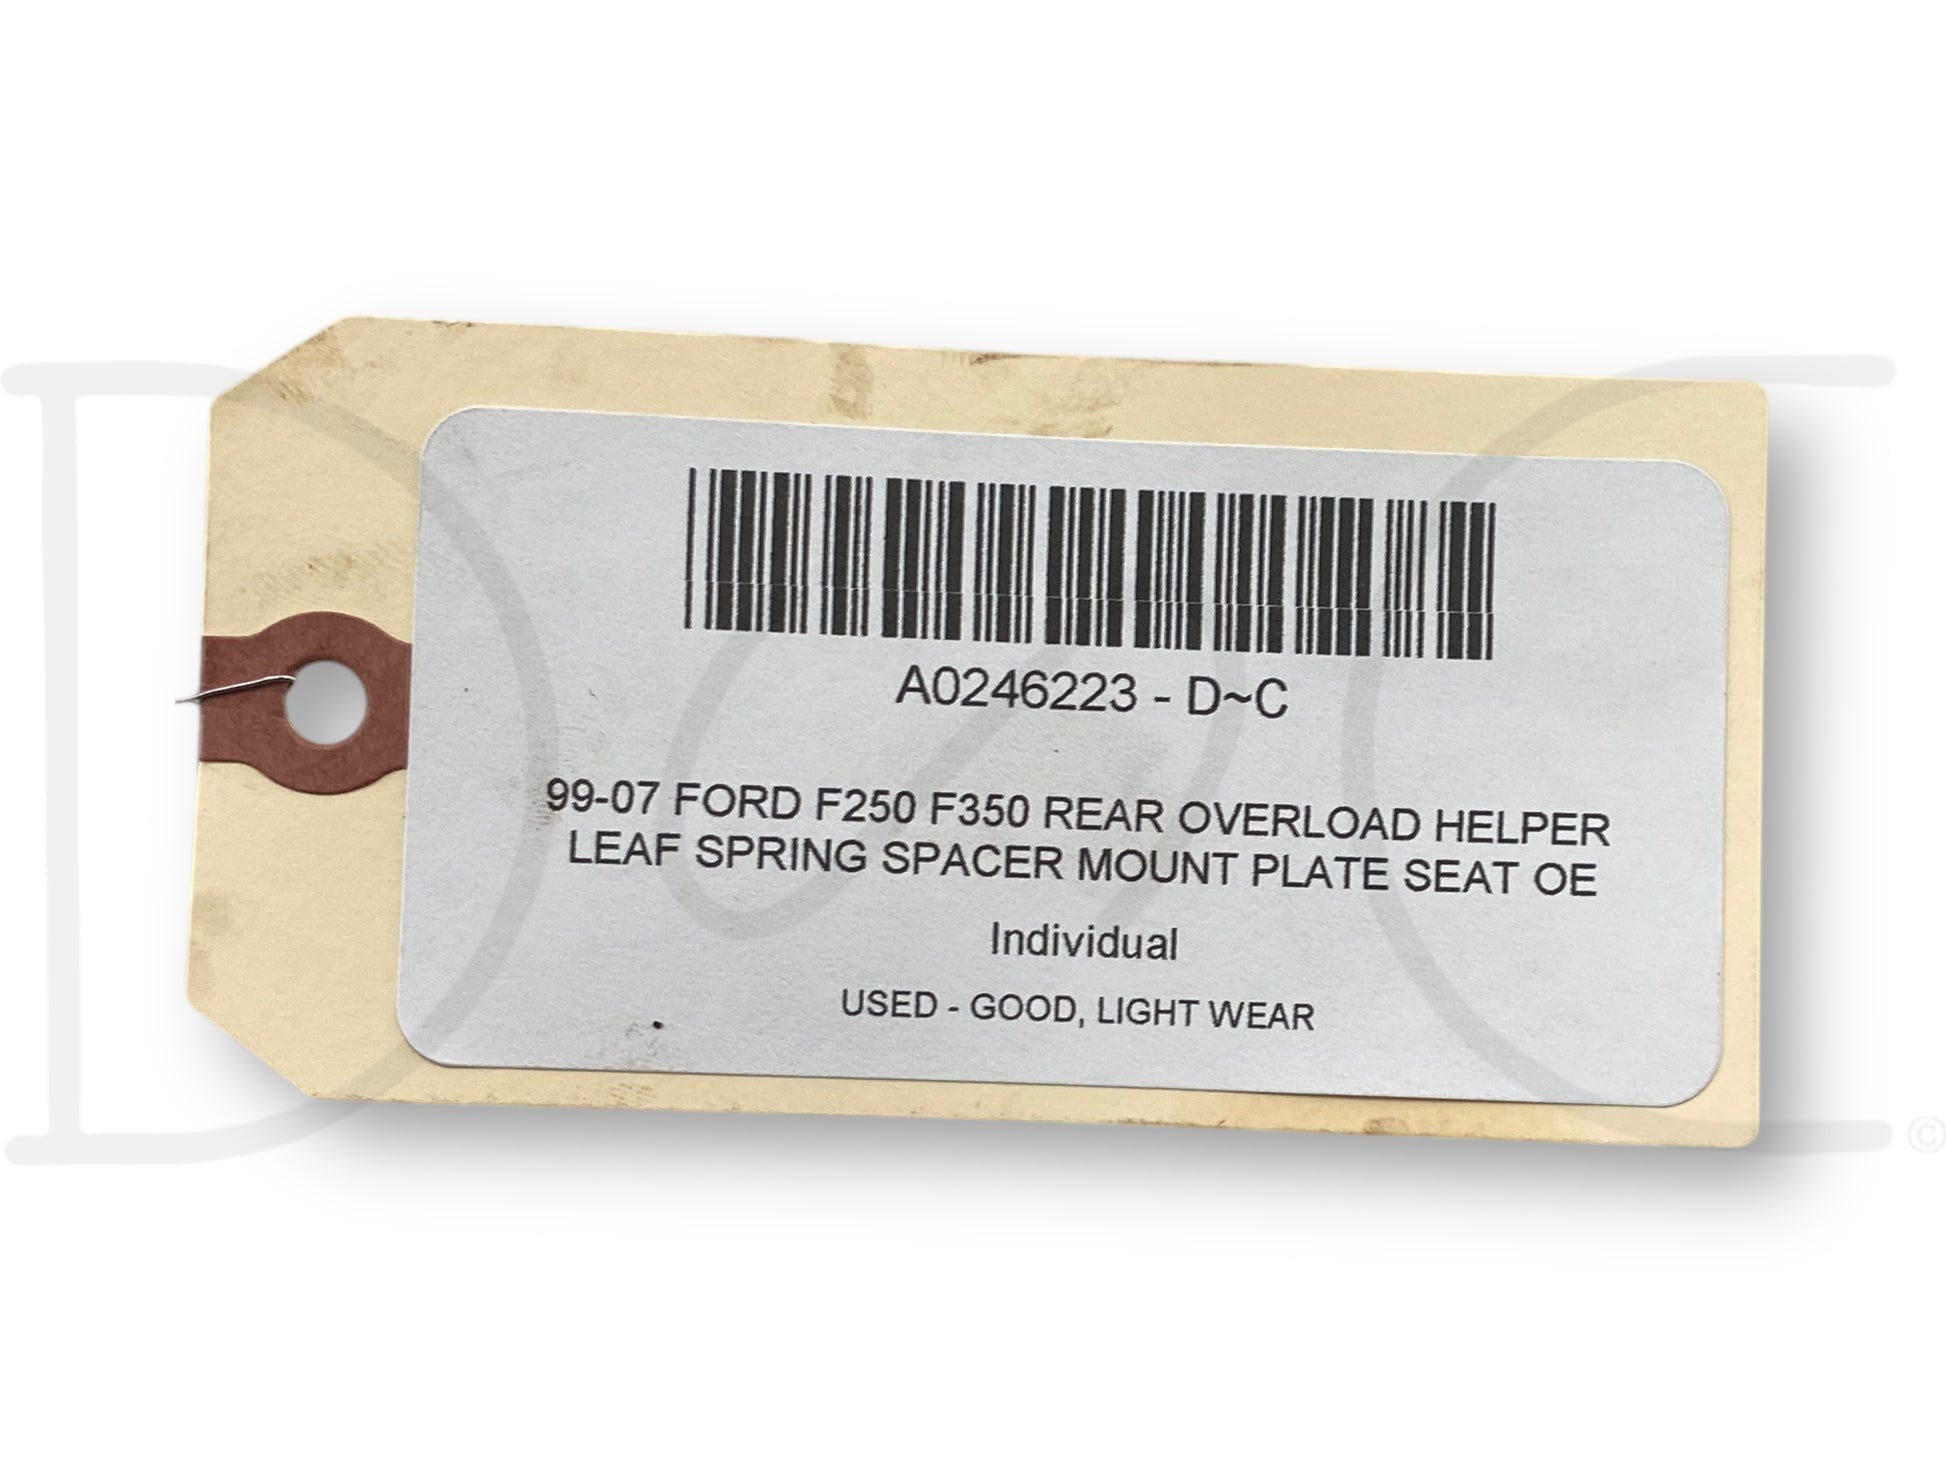 A0246223 - D~C
99-07 FORD F250 F350 REAR OVERLOAD HELPER
LEAF SPRING SPACER MOUNT PLATE SEAT OE
Individual
USED - GOOD, LIGHT WEAR
D C ©